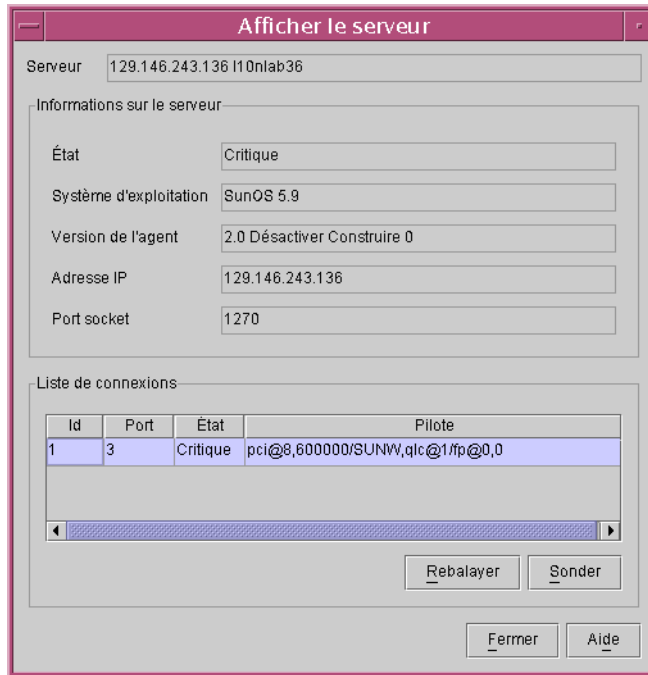 Afficher le serveur
Serveur 129.146.243.136 l10nlab36
Informations sur le serveur
État Critique
Système d'exploitation SunOS 5.9
Version de l'agent 2.0 Désactiver Construire 0
Adresse IP 129.146.243.136
Port socket 1270
Liste de connexions
Id Port État Pilote
1 3 Critique pci@8,600000/SUNW,qlc@1/fp@0,0
Rebalayer Sonder
Fermer Aide